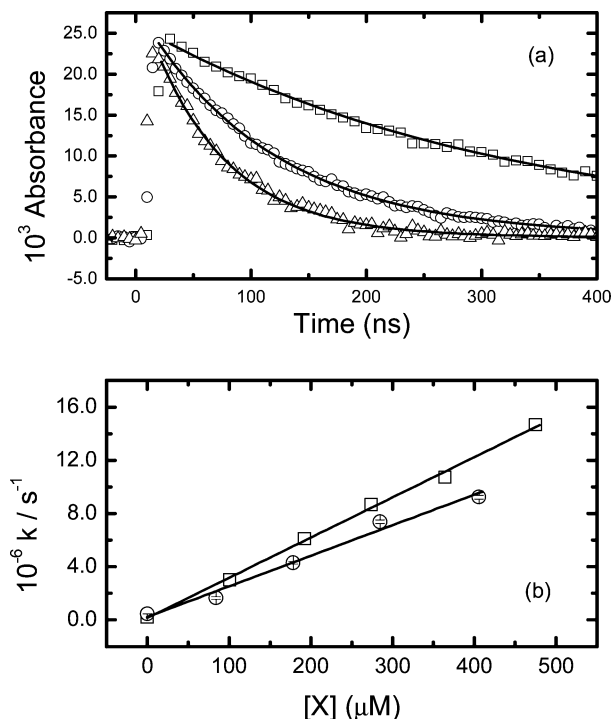 25.0
20.0
15.0
10.0
5.0
0.0
-5.0
10³ Absorbance
(a)
0 100 200 300 400
Time (ns)
16.0
12.0
8.0
4.0
0.0
10⁻⁶ k / s⁻¹
(b)
0 100 200 300 400 500
[X] (μM)